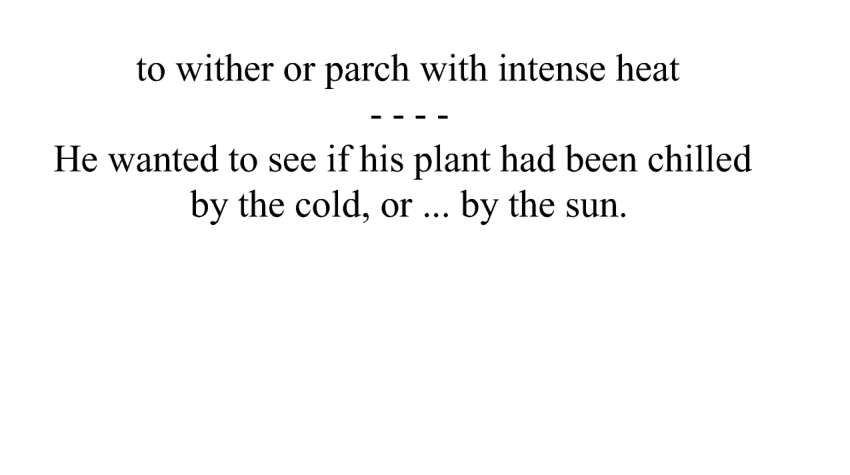 to wither or parch with intense heat
- - - -
He wanted to see if his plant had been chilled
by the cold, or ... by the sun.